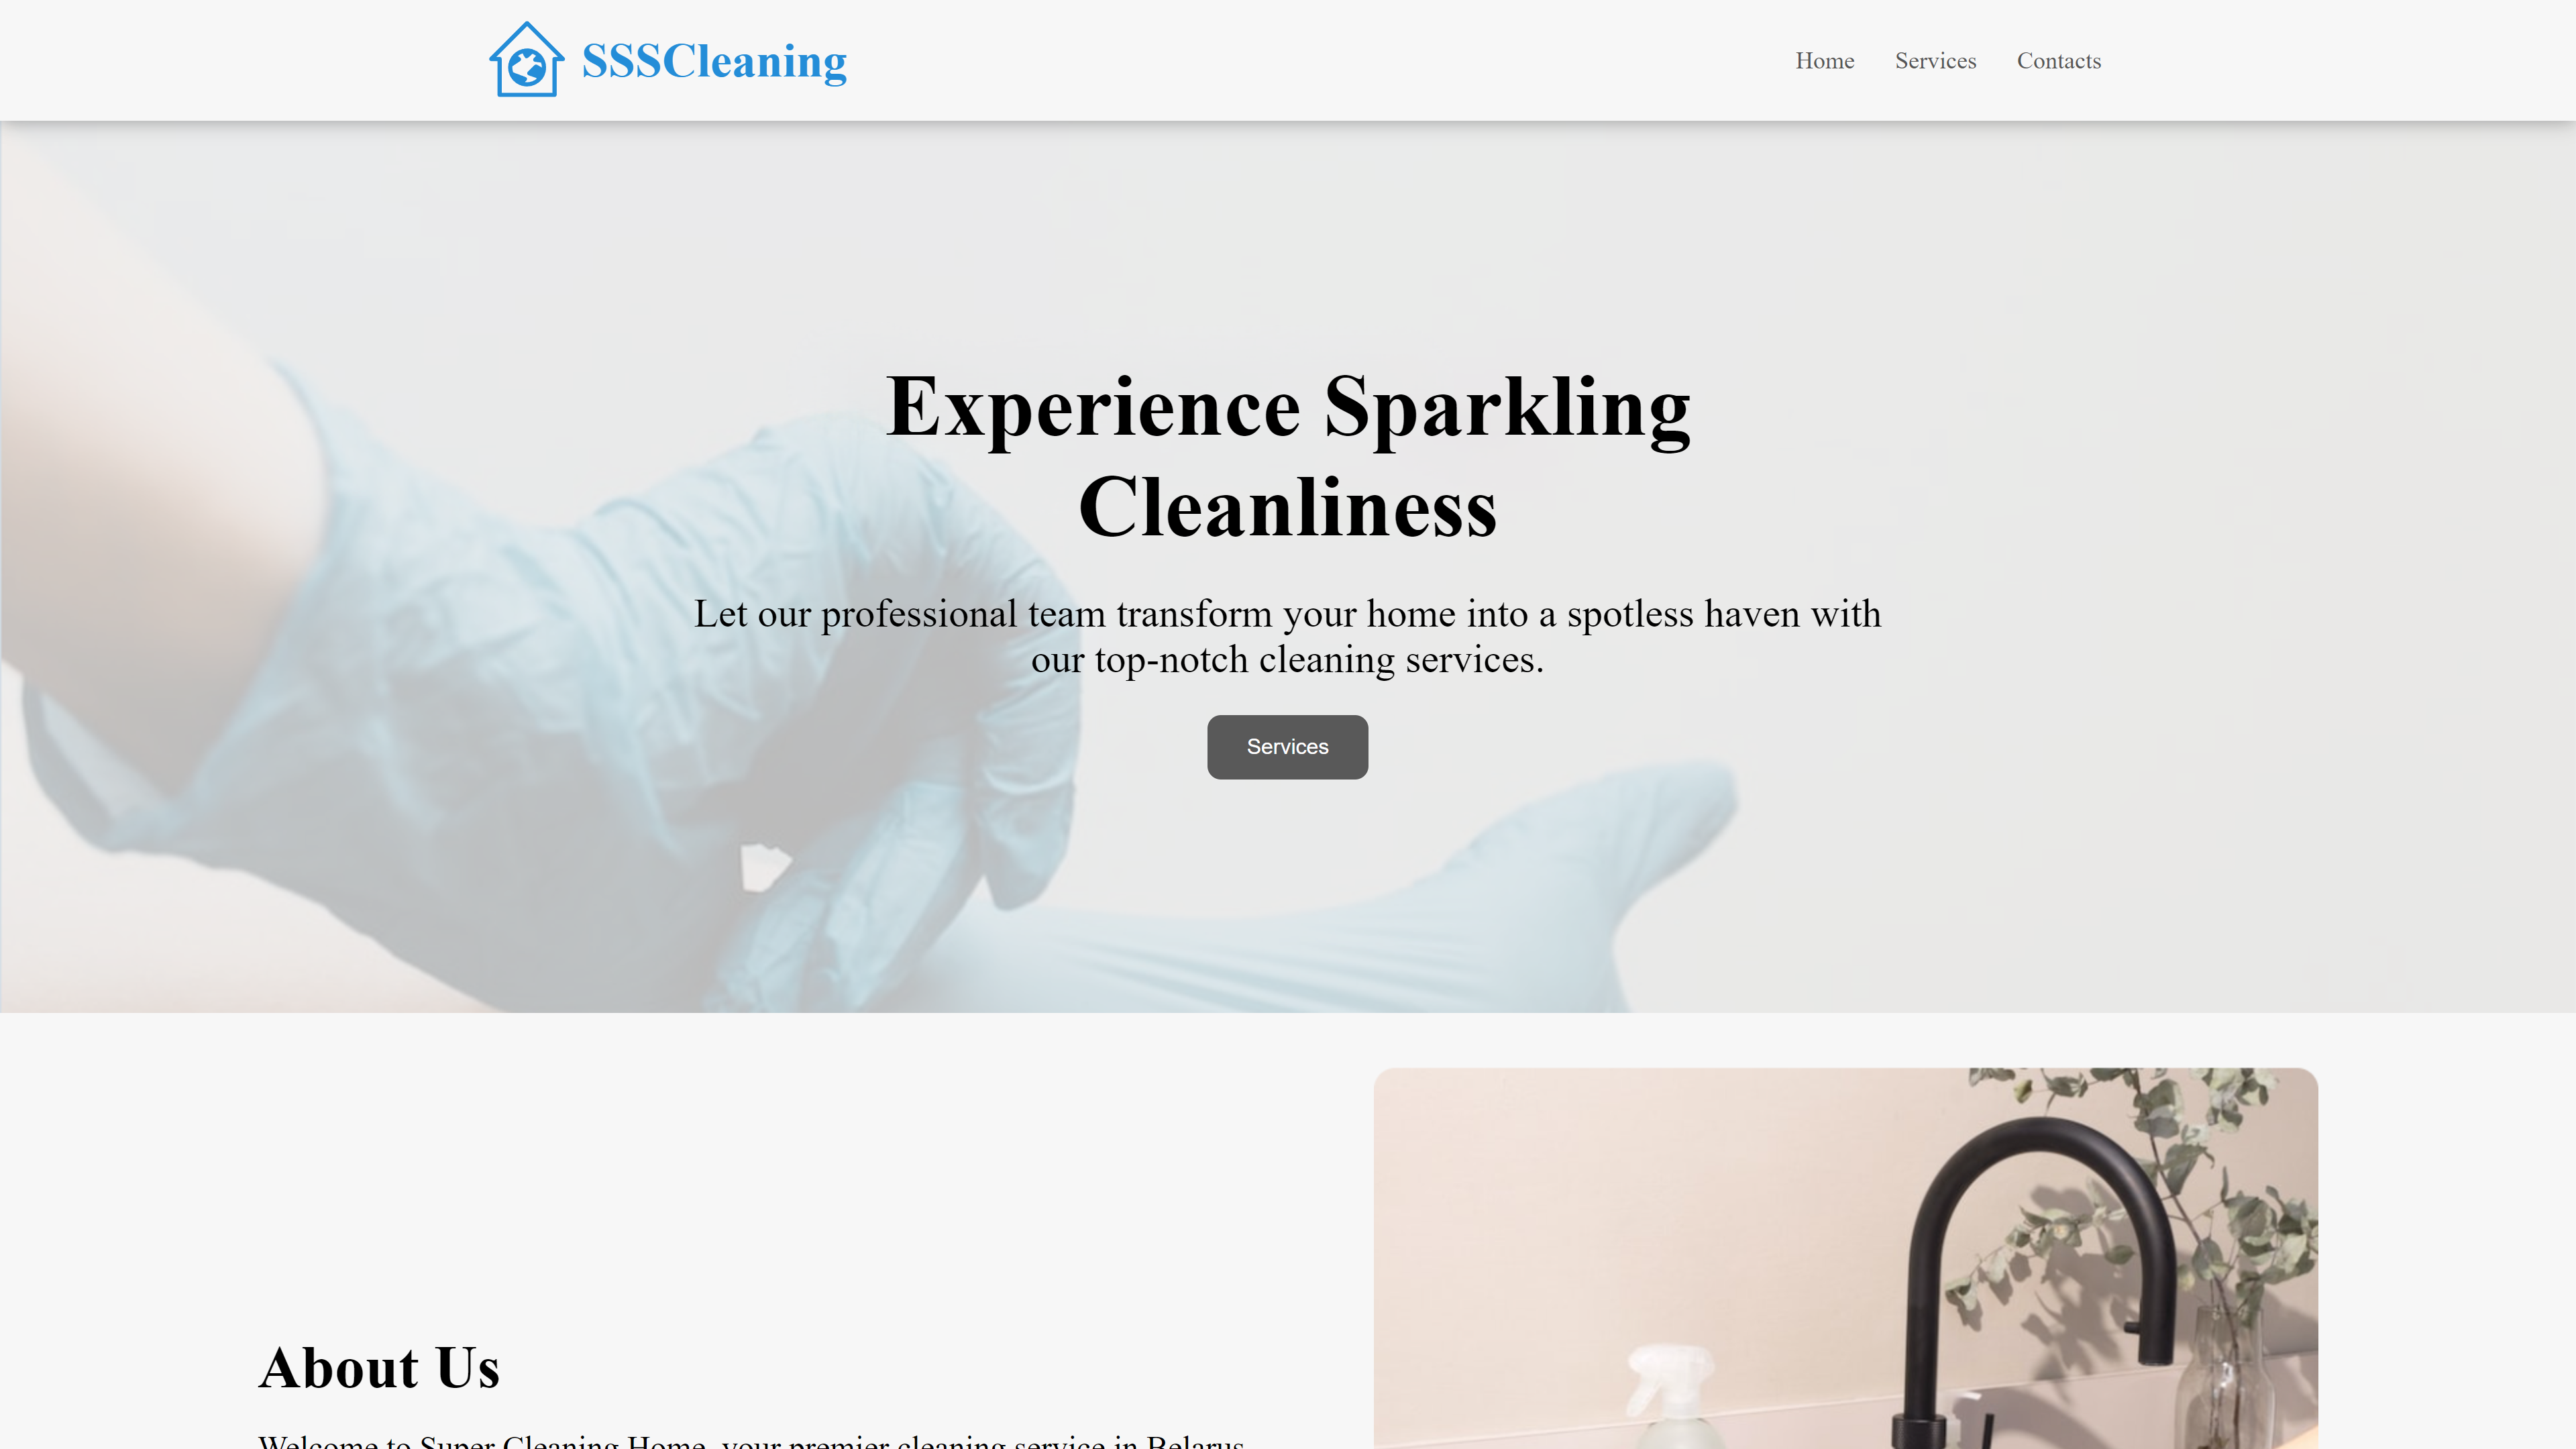 SSSCleaning
Home Services Contacts
Experience Sparkling
Cleanliness
Let our professional team transform your home into a spotless haven with
our top-notch cleaning services.
Services
About Us
Welcome to Super Cleaning Home, your premier cleaning service in Belarus.